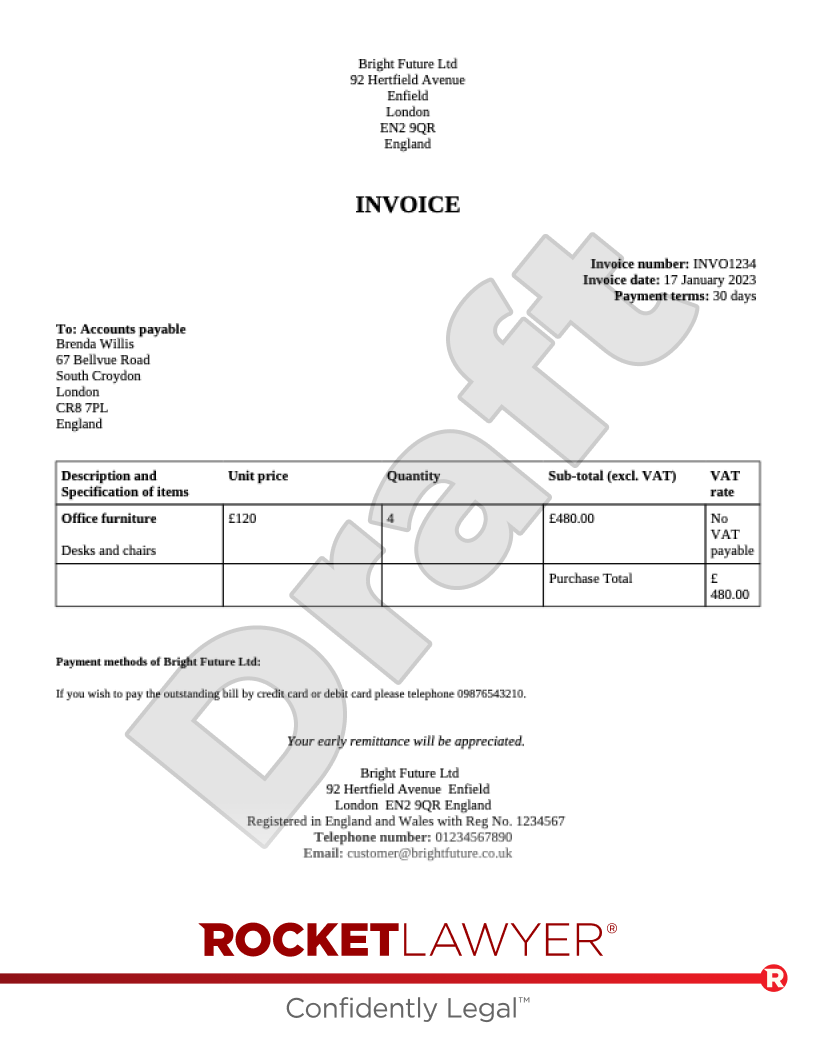 Bright Future Ltd
92 Hertfield Avenue
Enfield
London
EN2 9QR
England
INVOICE
Invoice number: INVO1234
Invoice date: 17 January 2023
Payment terms: 30 days
To: Accounts payable
Brenda Willis
67 Bellvue Road
South Croydon
London
CR8 7PL
England
Description and Specification of items Unit price Quantity Sub-total (excl. VAT) VAT rate
Office furniture £120 4 £480.00 No VAT payable
Desks and chairs
Purchase Total £ 480.00
Payment methods of Bright Future Ltd:
If you wish to pay the outstanding bill by credit card or debit card please telephone 09876543210.
Your early remittance will be appreciated.
Bright Future Ltd
92 Hertfield Avenue Enfield
London EN2 9QR England
Registered in England and Wales with Reg No. 1234567
Telephone number: 01234567890
Email: customer@brightfuture.co.uk
Draft
ROCKETLAWYER®
R
Confidently Legal™